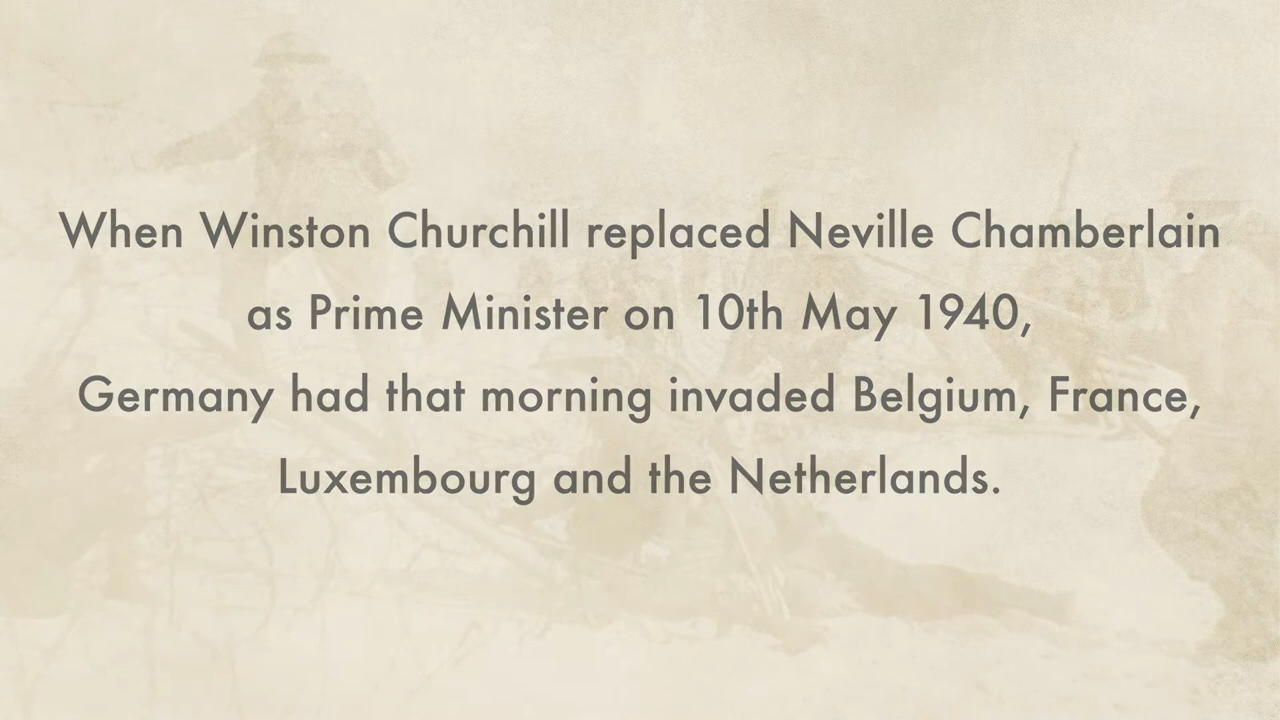 When Winston Churchill replaced Neville Chamberlain
as Prime Minister on 10th May 1940,
Germany had that morning invaded Belgium, France,
Luxembourg and the Netherlands.